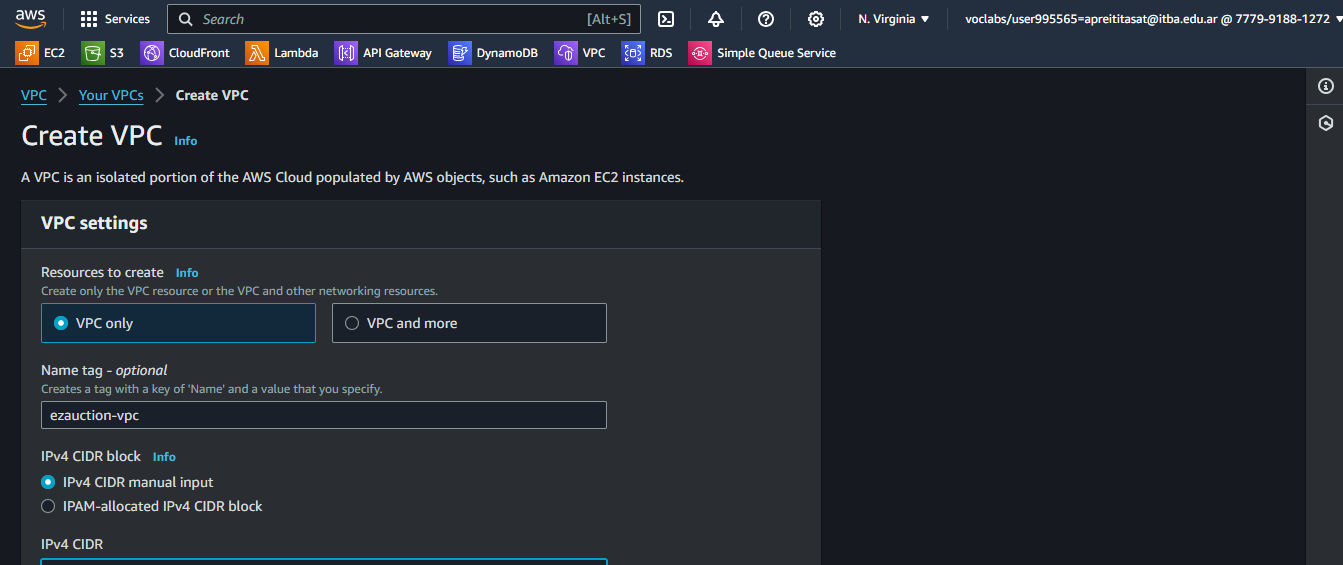 aws Services Search [Alt+S] N. Virginia voclabs/user995565=apreititasat@itba.edu.ar @ 7779-9188-1272
EC2 S3 CloudFront Lambda API Gateway DynamoDB VPC RDS Simple Queue Service
VPC Your VPCs Create VPC
Create VPC Info
A VPC is an isolated portion of the AWS Cloud populated by AWS objects, such as Amazon EC2 instances.
VPC settings
Resources to create Info
Create only the VPC resource or the VPC and other networking resources.
VPC only VPC and more
Name tag - optional
Creates a tag with a key of 'Name' and a value that you specify.
ezauction-vpc
IPv4 CIDR block Info
IPv4 CIDR manual input
IPAM-allocated IPv4 CIDR block
IPv4 CIDR